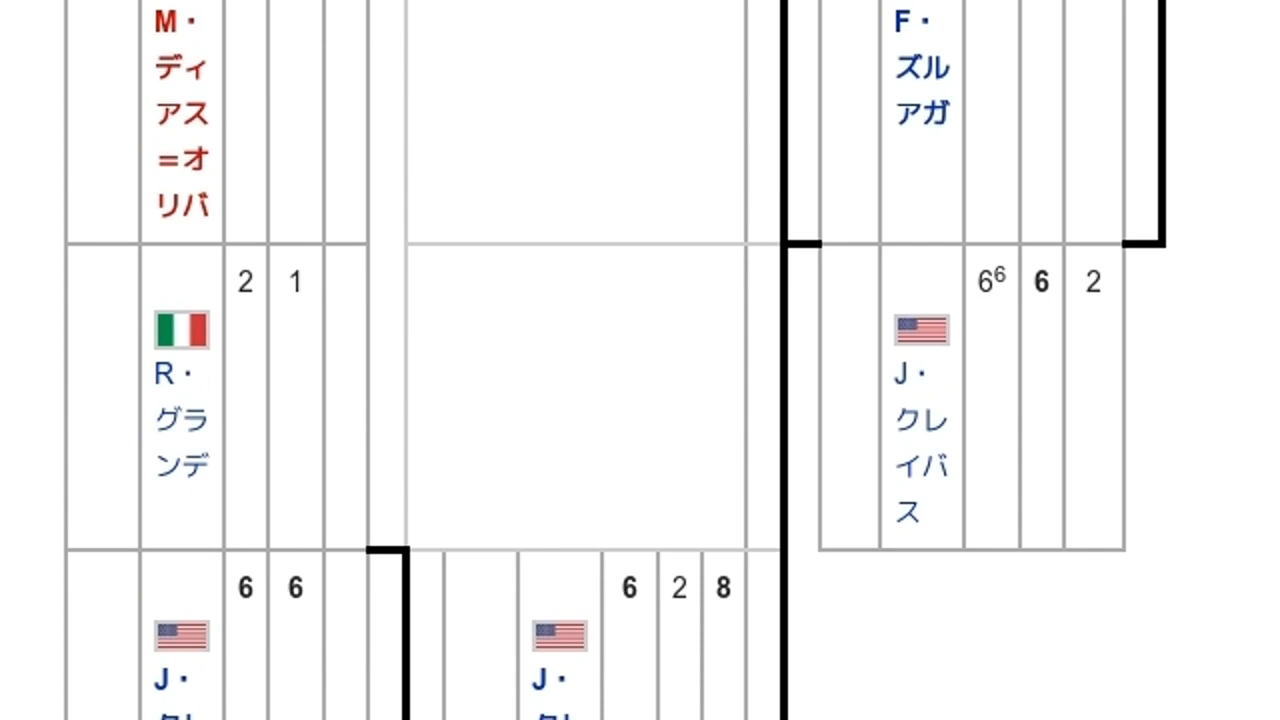 M・
ディ
アス
=オ
リバ
F・
ズル
アガ
2 1
R・
グラ
ンデ
6⁶ 6 2
J・
クレ
イバ
ス
6 6
J・
6 2 8
J・